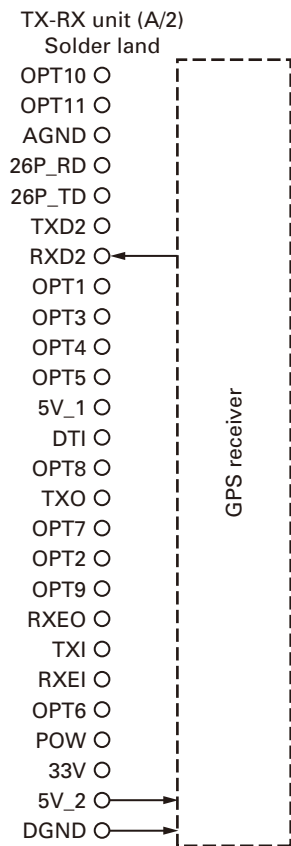 TX-RX unit (A/2)
Solder land
OPT10
OPT11
AGND
26P_RD
26P_TD
TXD2
RXD2
OPT1
OPT3
OPT4
OPT5
5V_1
DTI
OPT8
TXO
OPT7
OPT2
OPT9
RXEO
TXI
RXEI
OPT6
POW
33V
5V_2
DGND
GPS receiver